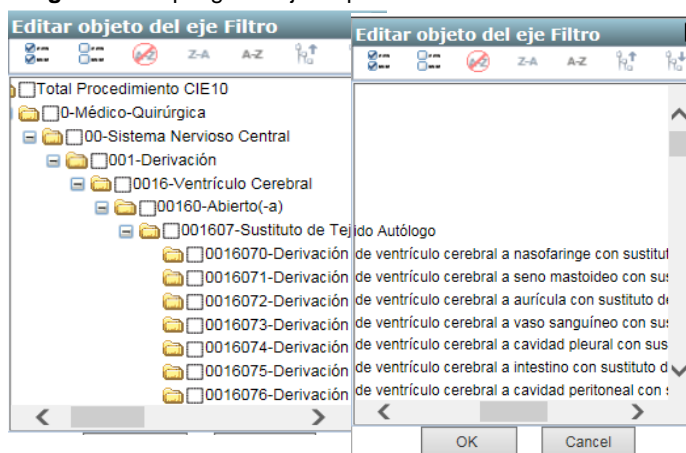 Editar objeto del eje Filtro
Editar objeto del eje Filtro
Z-A A-Z
Z-A A-Z
Total Procedimiento CIE10
0-Médico-Quirúrgica
00-Sistema Nervioso Central
001-Derivación
0016-Ventrículo Cerebral
00160-Abierto(-a)
001607-Sustituto de Tejido Autólogo
0016070-Derivación de ventrículo cerebral a nasofaringe con sustitut
0016071-Derivación de ventrículo cerebral a seno mastoideo con sus
0016072-Derivación de ventrículo cerebral a aurícula con sustituto de
0016073-Derivación de ventrículo cerebral a vaso sanguíneo con sus
0016074-Derivación de ventrículo cerebral a cavidad pleural con sus
0016075-Derivación de ventrículo cerebral a intestino con sustituto d
0016076-Derivación de ventrículo cerebral a cavidad peritoneal con s
OK Cancel